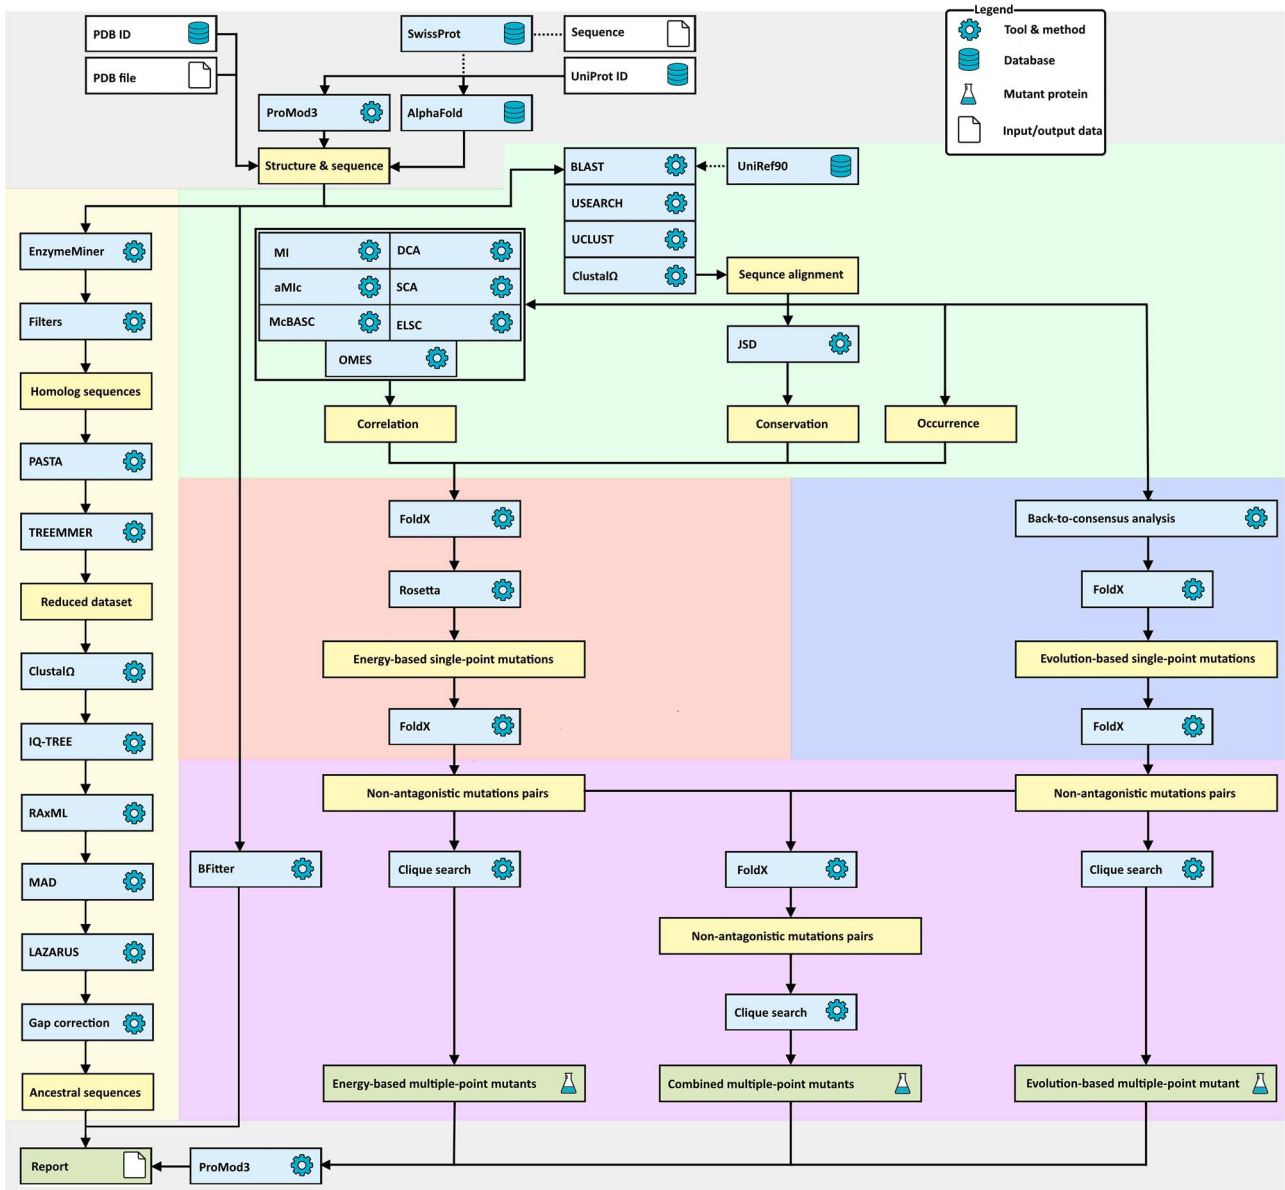 Legend
Tool & method
Database
Mutant protein
Input/output data
PDB ID
PDB file
SwissProt
Sequence
UniProt ID
ProMod3
AlphaFold
Structure & sequence
BLAST
UniRef90
USEARCH
UCLUST
ClustalΩ
Sequnce alignment
EnzymeMiner
Filters
Homolog sequences
PASTA
TREEMMER
Reduced dataset
ClustalΩ
IQ-TREE
RAxML
MAD
LAZARUS
Gap correction
Ancestral sequences
MI
DCA
aMIc
SCA
McBASC
ELSC
OMES
JSD
Correlation
Conservation
Occurrence
FoldX
Rosetta
Energy-based single-point mutations
FoldX
Back-to-consensus analysis
FoldX
Evolution-based single-point mutations
FoldX
Non-antagonistic mutations pairs
Non-antagonistic mutations pairs
BFitter
Clique search
FoldX
Clique search
Non-antagonistic mutations pairs
Clique search
Energy-based multiple-point mutants
Combined multiple-point mutants
Evolution-based multiple-point mutant
Report
ProMod3